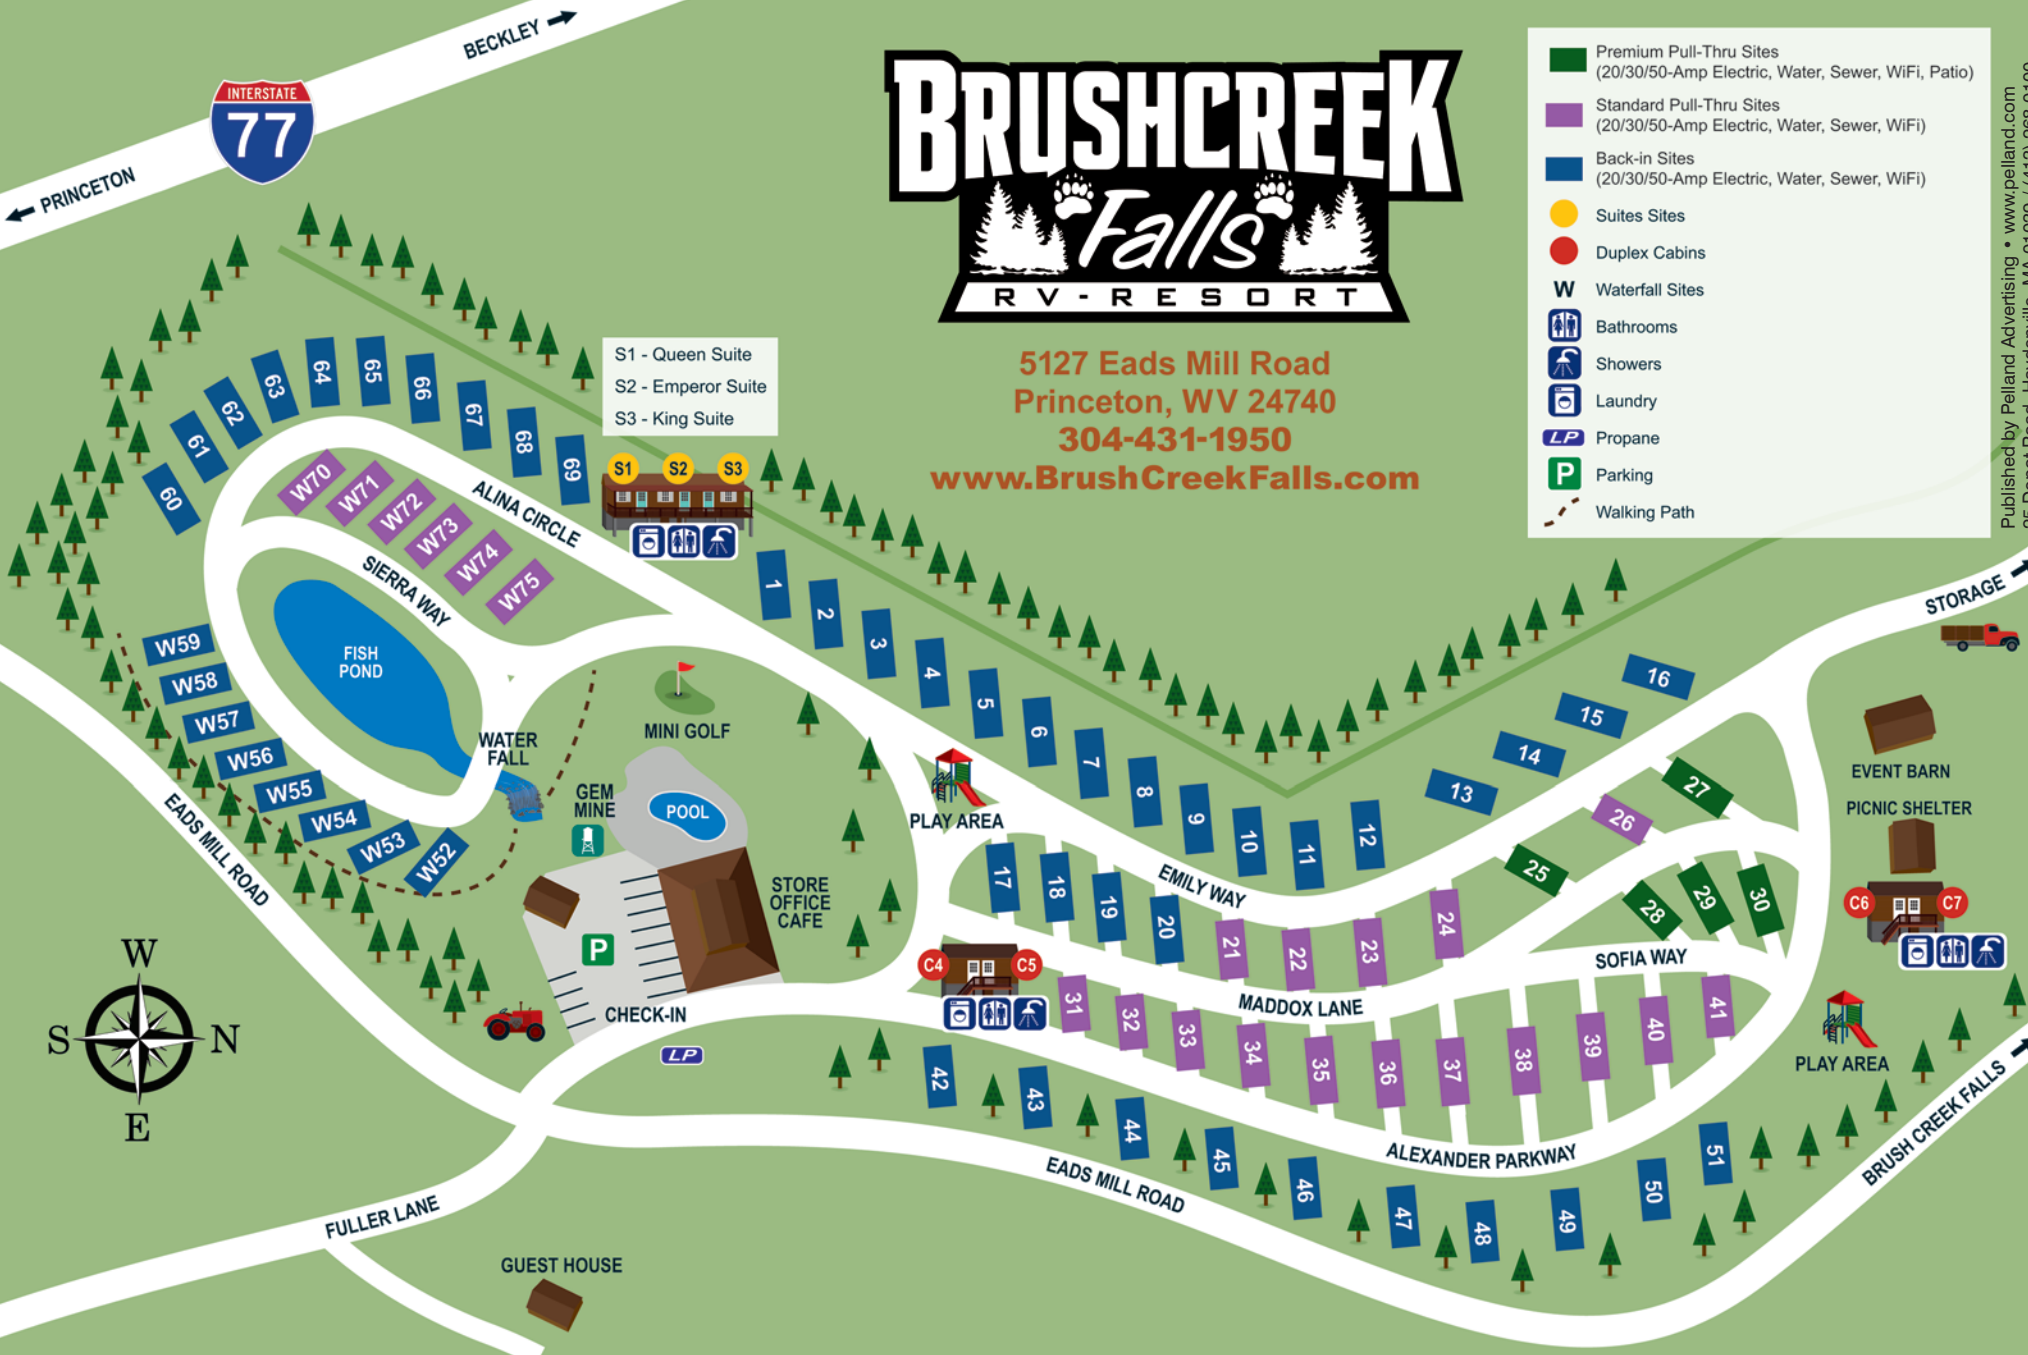 BECKLEY
INTERSTATE
77
PRINCETON
BRUSHCREEK
Falls
RV-RESORT
5127 Eads Mill Road
Princeton, WV 24740
304-431-1950
www.BrushCreekFalls.com
Premium Pull-Thru Sites
(20/30/50-Amp Electric, Water, Sewer, WiFi, Patio)
Standard Pull-Thru Sites
(20/30/50-Amp Electric, Water, Sewer, WiFi)
Back-in Sites
(20/30/50-Amp Electric, Water, Sewer, WiFi)
Suites Sites
Duplex Cabins
W Waterfall Sites
Bathrooms
Showers
Laundry
LP Propane
P Parking
Walking Path
Published by Pelland Advertising • www.pelland.com
S1 - Queen Suite
S2 - Emperor Suite
S3 - King Suite
S1
S2
S3
60
61
62
63
64
65
66
67
68
69
W70
W71
W72
W73
W74
W75
ALINA CIRCLE
SIERRA WAY
FISH
POND
W59
W58
W57
W56
W55
W54
W53
W52
WATER
FALL
MINI GOLF
GEM
MINE
POOL
STORE
OFFICE
CAFE
P
CHECK-IN
LP
EADS MILL ROAD
W
S
N
E
FULLER LANE
GUEST HOUSE
1
2
3
4
5
6
7
8
9
10
11
12
13
14
15
16
STORAGE
EVENT BARN
PICNIC SHELTER
C6
C7
PLAY AREA
EMILY WAY
17
18
19
20
21
22
23
24
25
26
27
28
29
30
SOFIA WAY
MADDOX LANE
C4
C5
31
32
33
34
35
36
37
38
39
40
41
PLAY AREA
ALEXANDER PARKWAY
42
43
44
45
46
47
48
49
50
51
EADS MILL ROAD
BRUSH CREEK FALLS